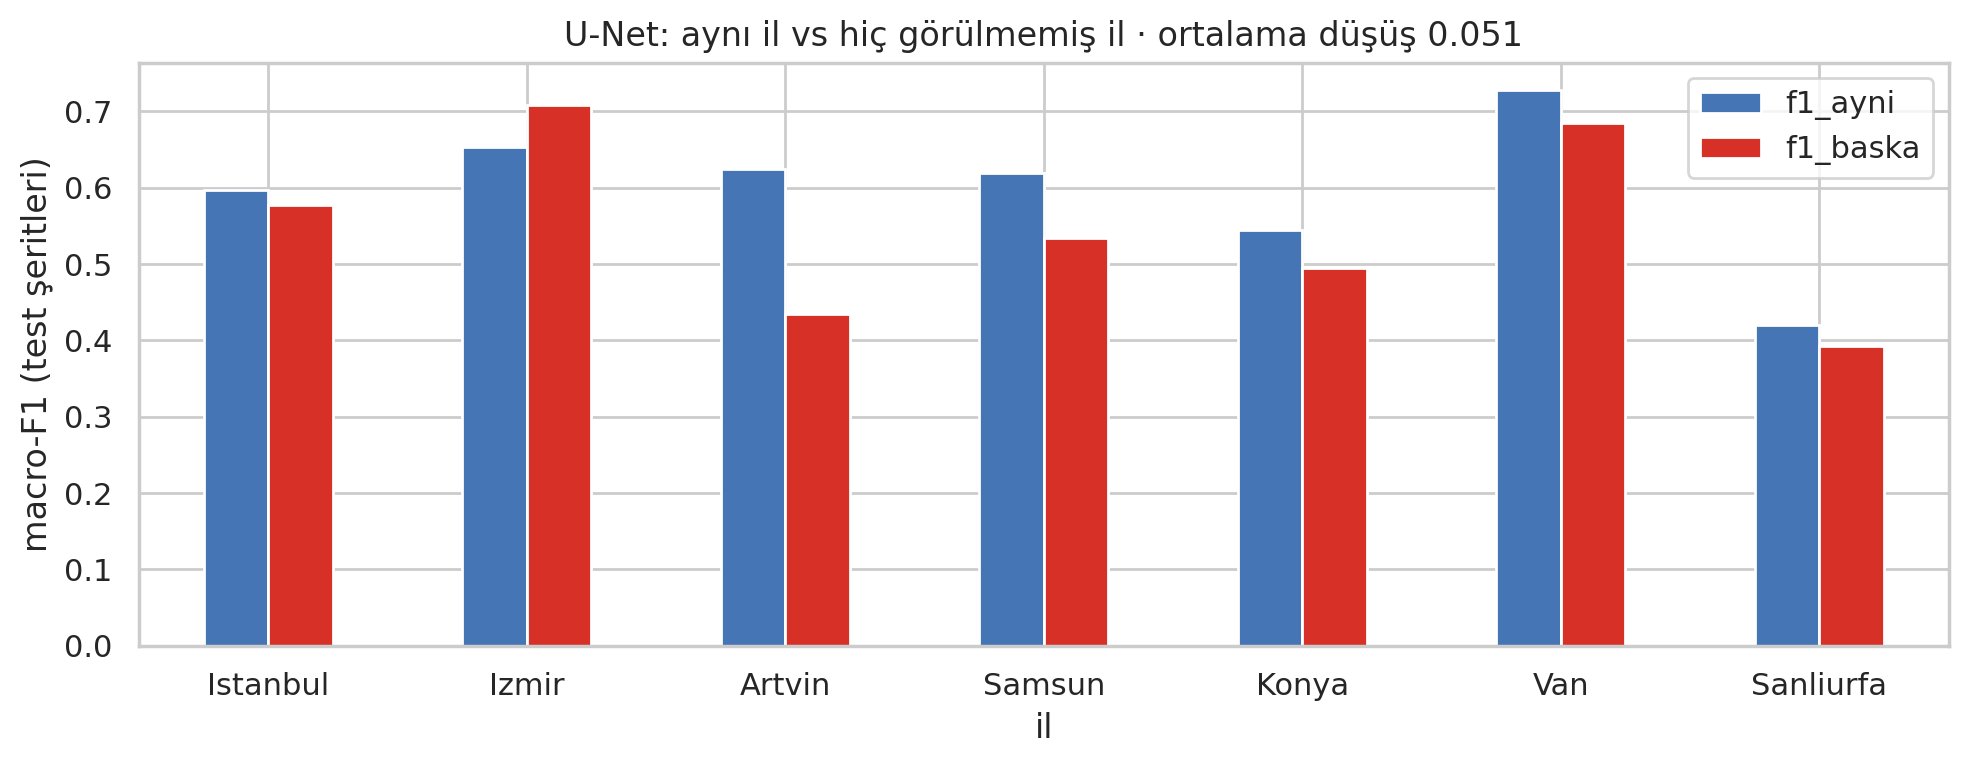 U-Net: aynı il vs hiç görülmemiş il · ortalama düşüş 0.051
f1_ayni
f1_baska
macro-F1 (test şeritleri)
0.7
0.6
0.5
0.4
0.3
0.2
0.1
0.0
Istanbul Izmir Artvin Samsun Konya Van Sanliurfa
il